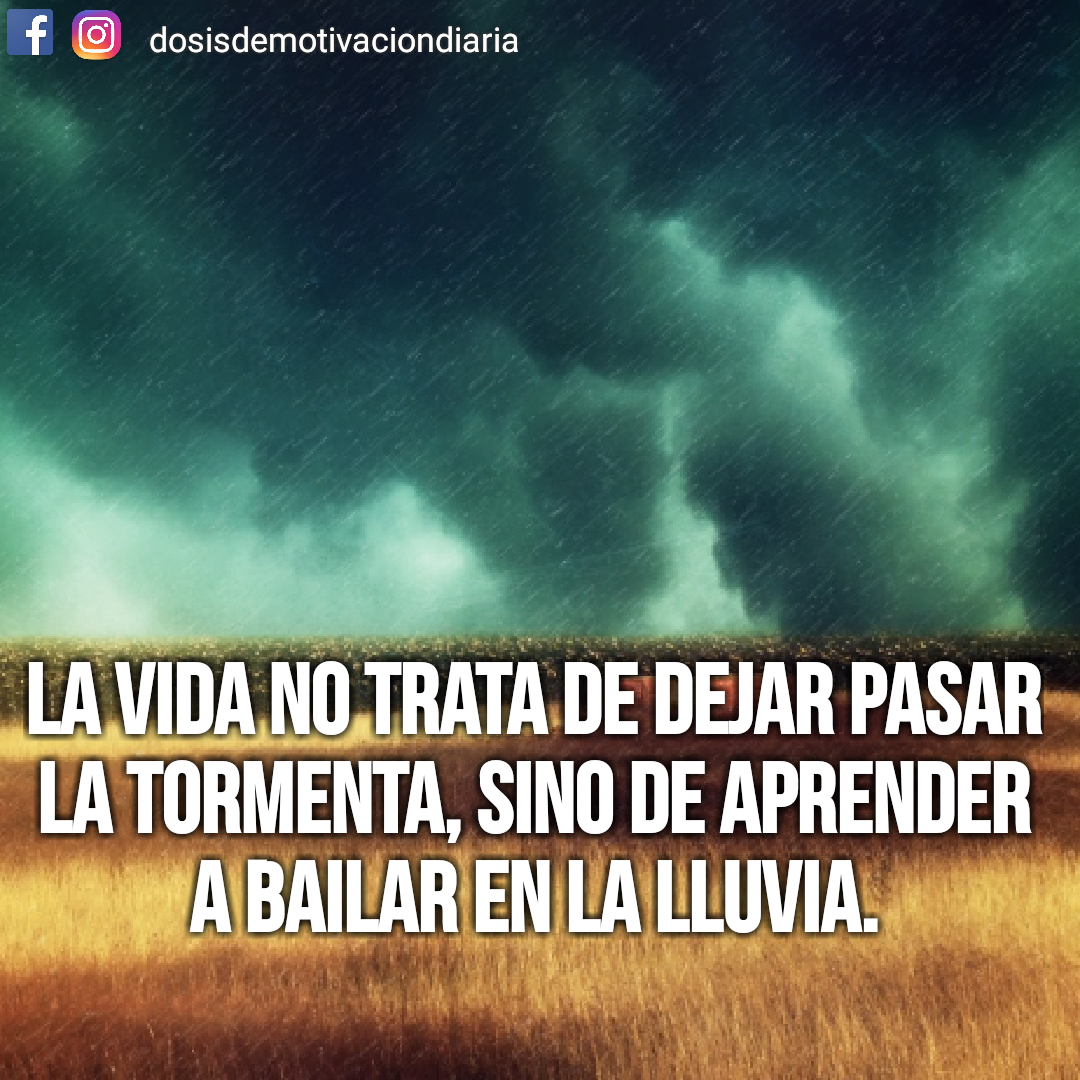 dosisdemotivaciondiaria
LA VIDA NO TRATA DE DEJAR PASAR
LA TORMENTA, SINO DE APRENDER
A BAILAR EN LA LLUVIA.